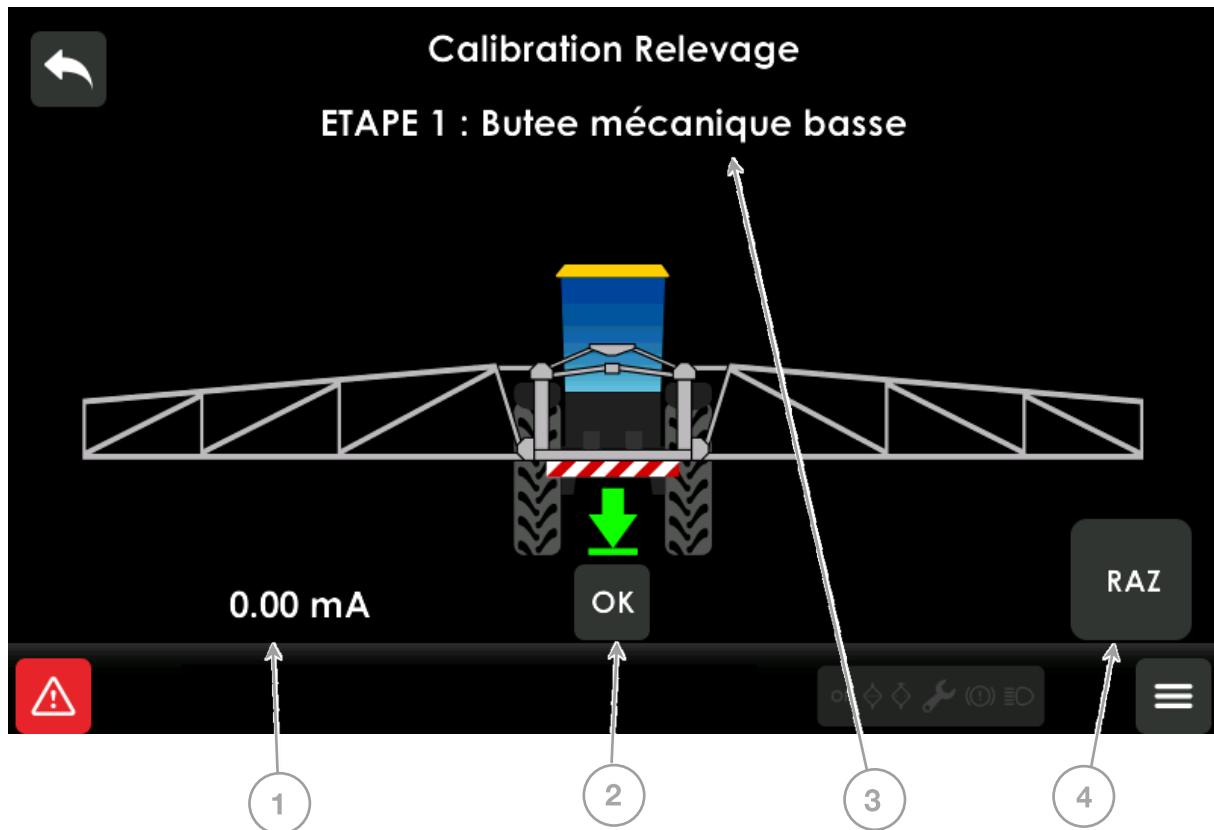 Calibration Relevage
ETAPE 1 : Butee mécanique basse
0.00 mA
OK
RAZ
1
2
3
4